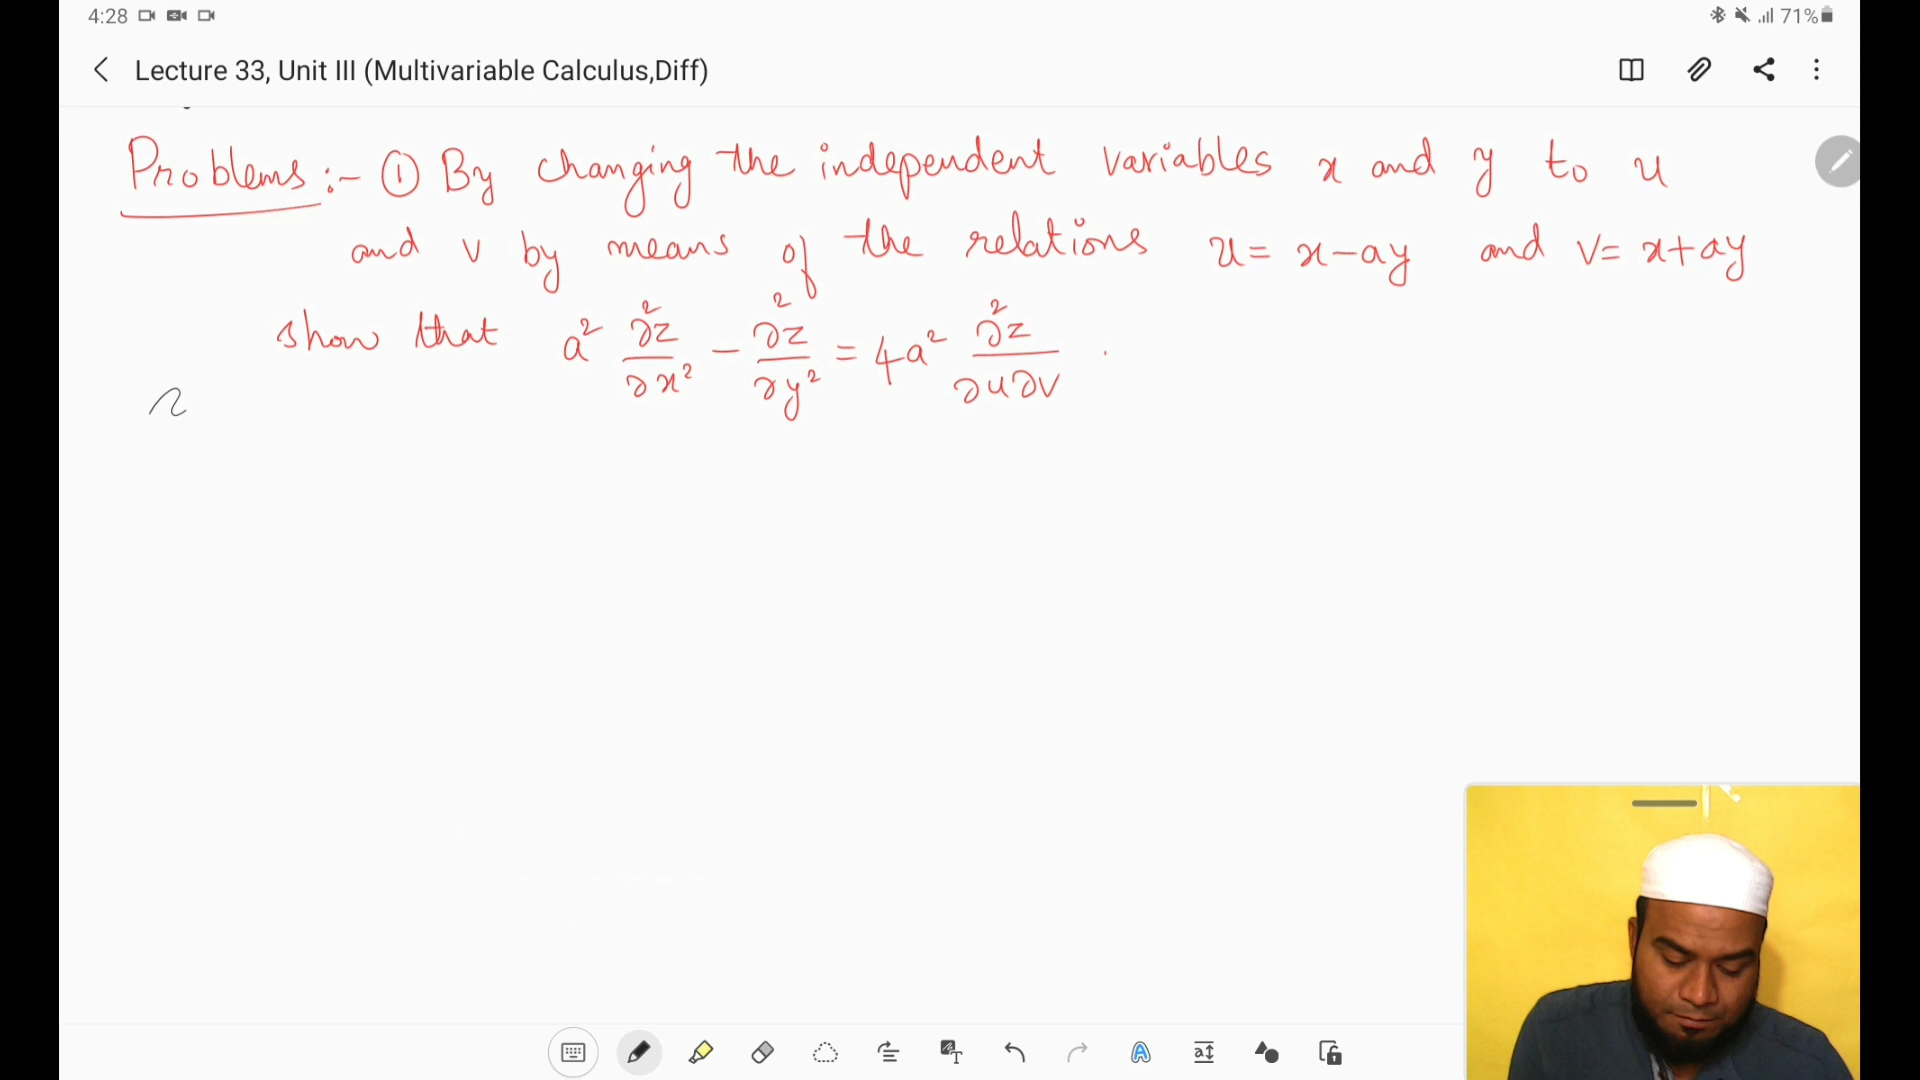 4:28 71%
Lecture 33, Unit III (Multivariable Calculus,Diff)
Problems :- ① By changing the independent variables x and y to u
and v by means of the relations u = x-ay and v = x+ay
show that a² ∂²z/∂x² - ∂²z/∂y² = 4a² ∂²z/∂u∂v .